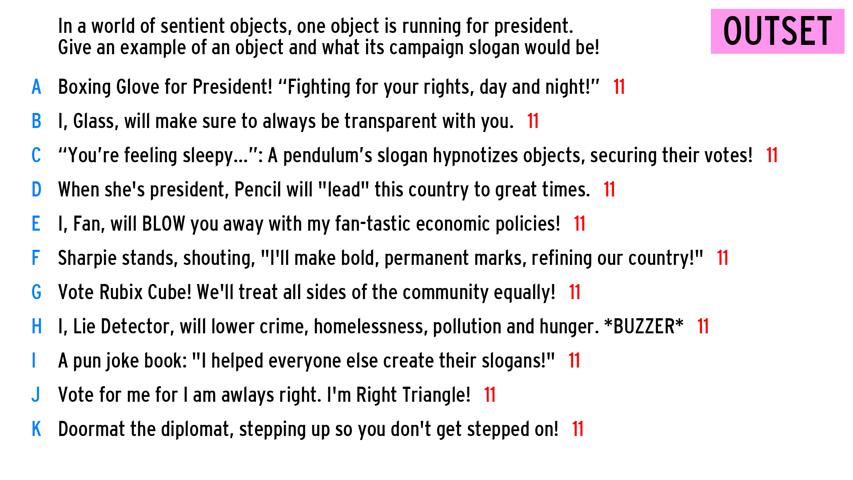 In a world of sentient objects, one object is running for president.
Give an example of an object and what its campaign slogan would be!
OUTSET
A Boxing Glove for President! “Fighting for your rights, day and night!” 11
B I, Glass, will make sure to always be transparent with you. 11
C “You’re feeling sleepy...”: A pendulum’s slogan hypnotizes objects, securing their votes! 11
D When she's president, Pencil will "lead" this country to great times. 11
E I, Fan, will BLOW you away with my fan-tastic economic policies! 11
F Sharpie stands, shouting, "I'll make bold, permanent marks, refining our country!" 11
G Vote Rubix Cube! We'll treat all sides of the community equally! 11
H I, Lie Detector, will lower crime, homelessness, pollution and hunger. *BUZZER* 11
I A pun joke book: "I helped everyone else create their slogans!" 11
J Vote for me for I am awlays right. I'm Right Triangle! 11
K Doormat the diplomat, stepping up so you don't get stepped on! 11